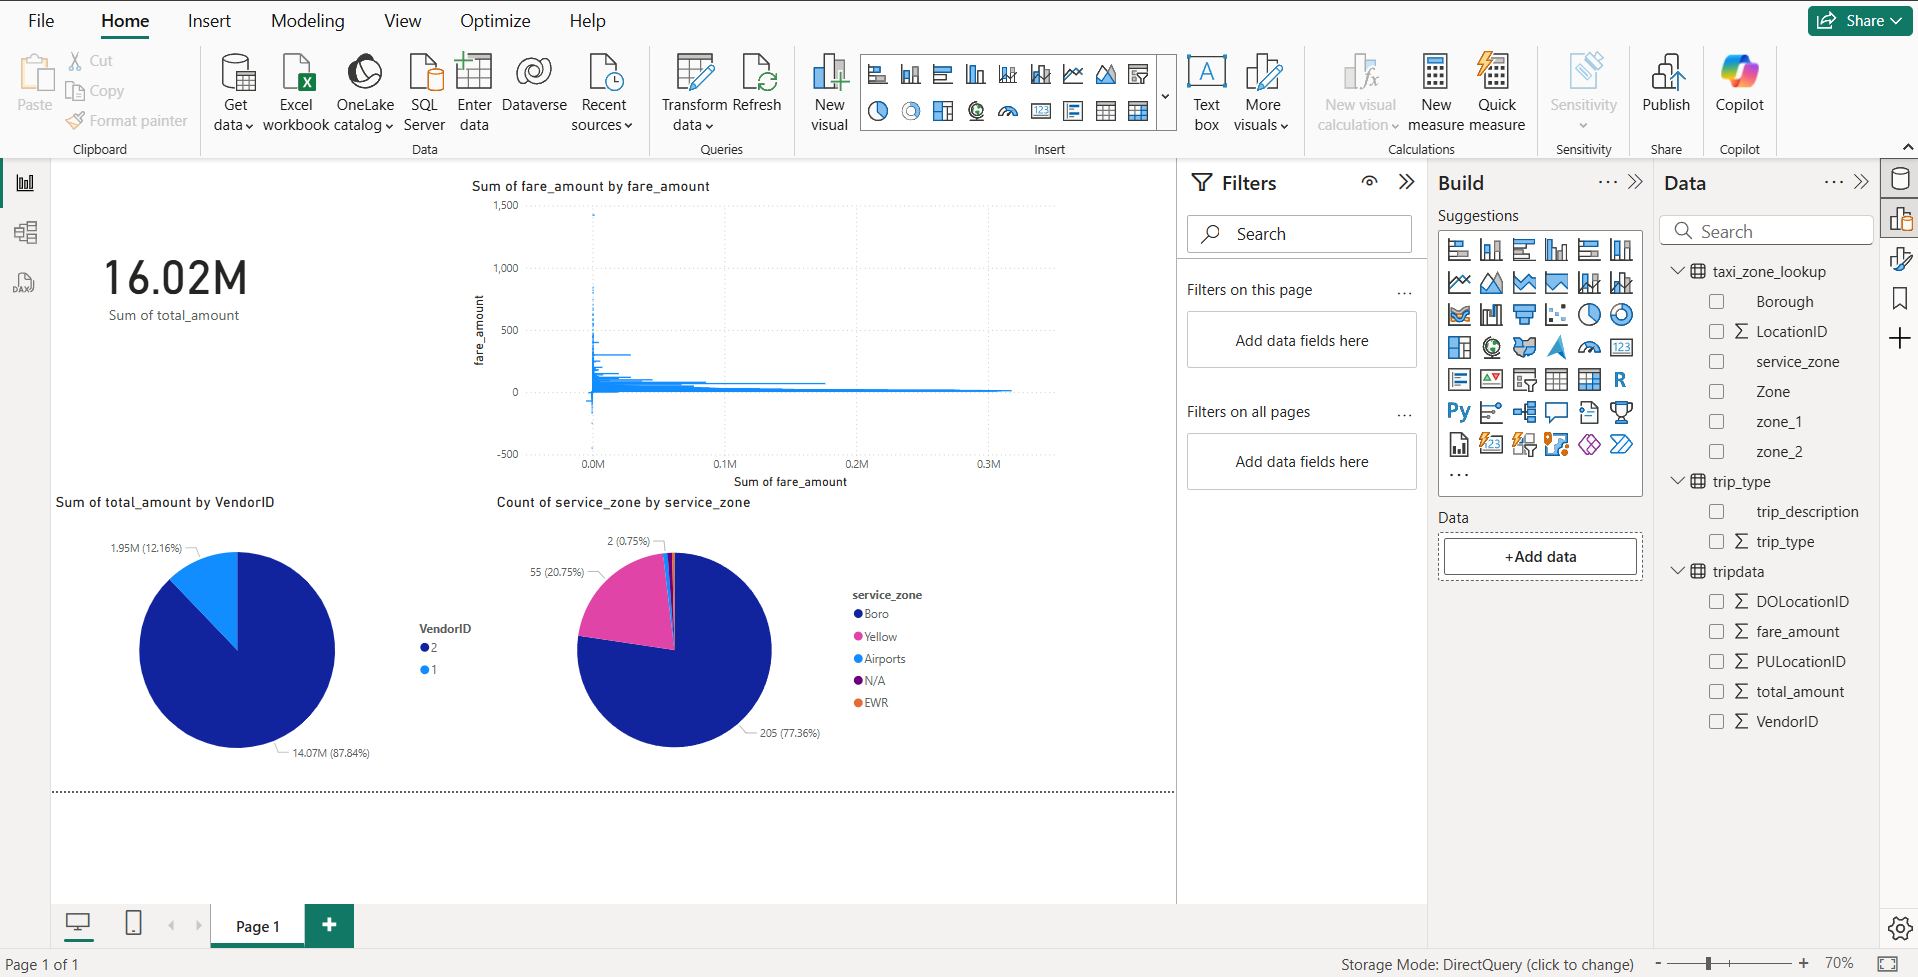 File Home Insert Modeling View Optimize Help
Share
Paste
Cut
Copy
Format painter
Clipboard
Get data
Excel workbook
OneLake catalog
SQL Server
Enter data
Dataverse
Recent sources
Data
Transform data
Refresh
Queries
New visual
Insert
Text box
More visuals
New visual calculation
New measure
Quick measure
Calculations
Sensitivity
Sensitivity
Publish
Share
Copilot
Copilot
DAX
16.02M
Sum of total_amount
Sum of fare_amount by fare_amount
fare_amount
1,500
1,000
500
0
-500
0.0M 0.1M 0.2M 0.3M
Sum of fare_amount
Sum of total_amount by VendorID
1.95M (12.16%)
14.07M (87.84%)
VendorID
2
1
Count of service_zone by service_zone
2 (0.75%)
55 (20.75%)
205 (77.36%)
service_zone
Boro
Yellow
Airports
N/A
EWR
Filters
Search
Filters on this page
Add data fields here
Filters on all pages
Add data fields here
Build
Suggestions
123
R
Py
123
Data
+Add data
Data
Search
taxi_zone_lookup
Borough
LocationID
service_zone
Zone
zone_1
zone_2
trip_type
trip_description
trip_type
tripdata
DOLocationID
fare_amount
PULocationID
total_amount
VendorID
Page 1
Page 1 of 1
Storage Mode: DirectQuery (click to change)
- + 70%